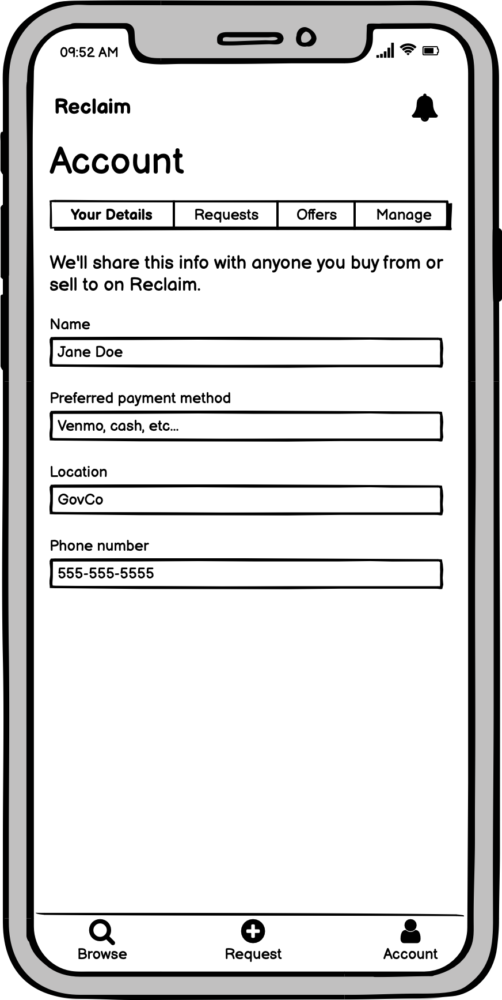 09:52 AM
Reclaim
Account
Your Details Requests Offers Manage
We'll share this info with anyone you buy from or
sell to on Reclaim.
Name
Jane Doe
Preferred payment method
Venmo, cash, etc...
Location
GovCo
Phone number
555-555-5555
Browse Request Account